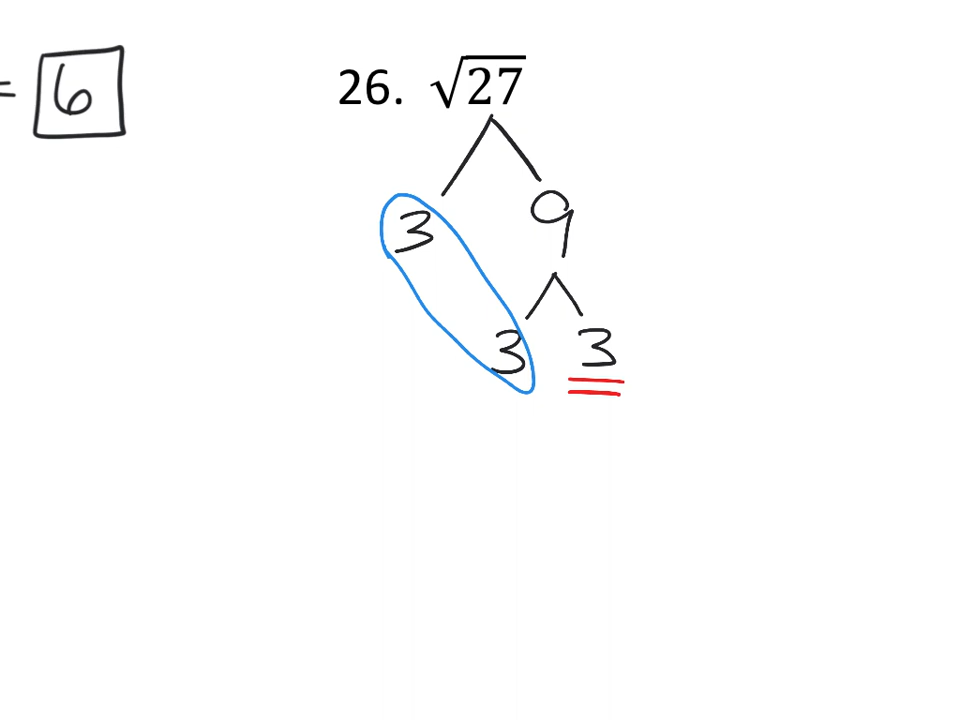 = 6
26. √27
3 9
3 3